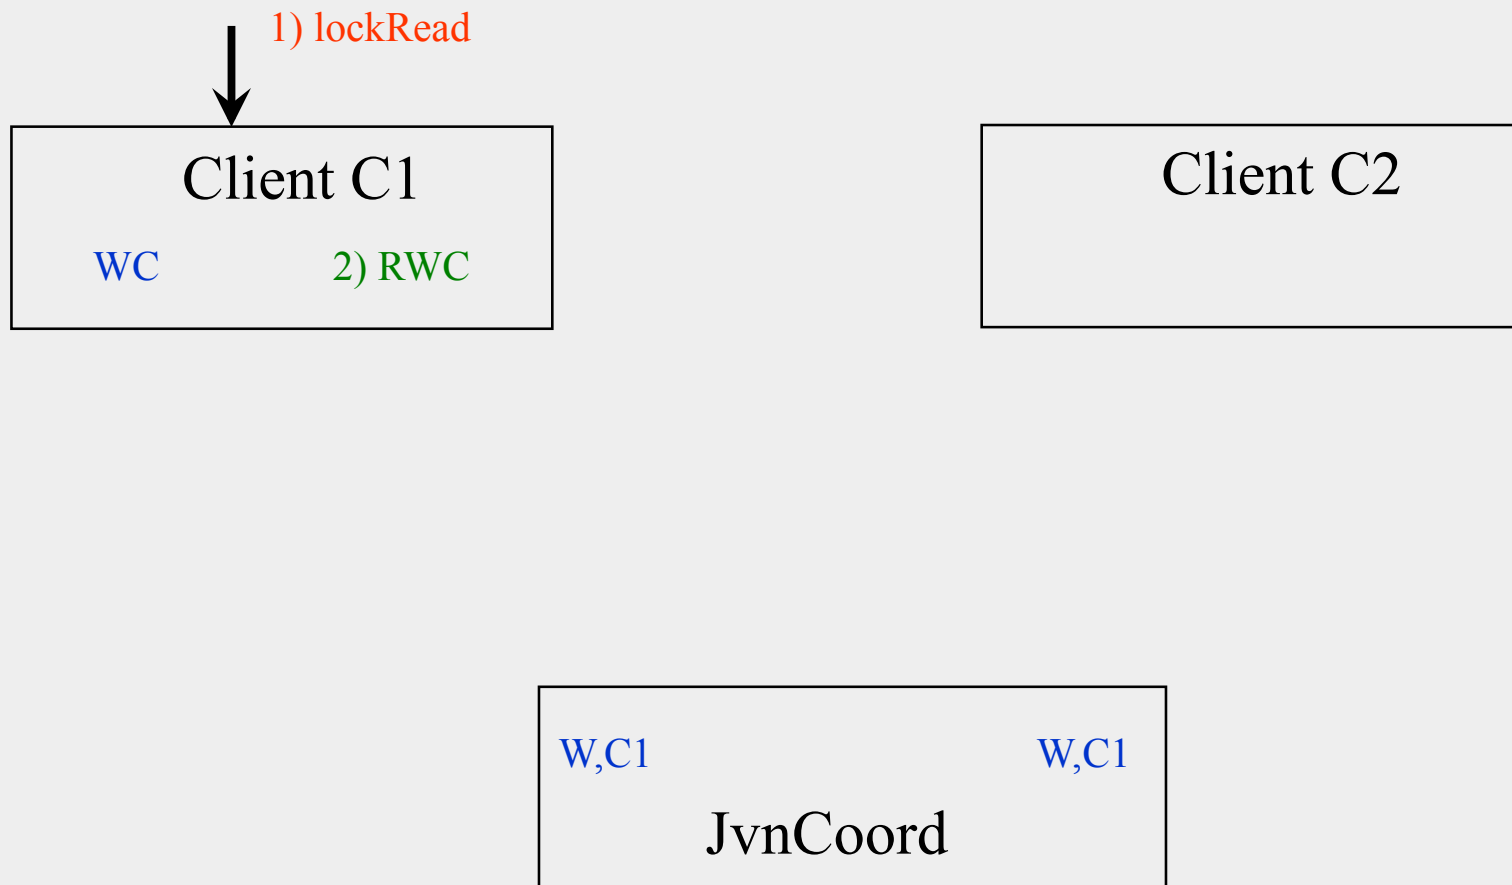 1) lockRead
Client C1
WC
2) RWC
Client C2
W,C1
W,C1
JvnCoord